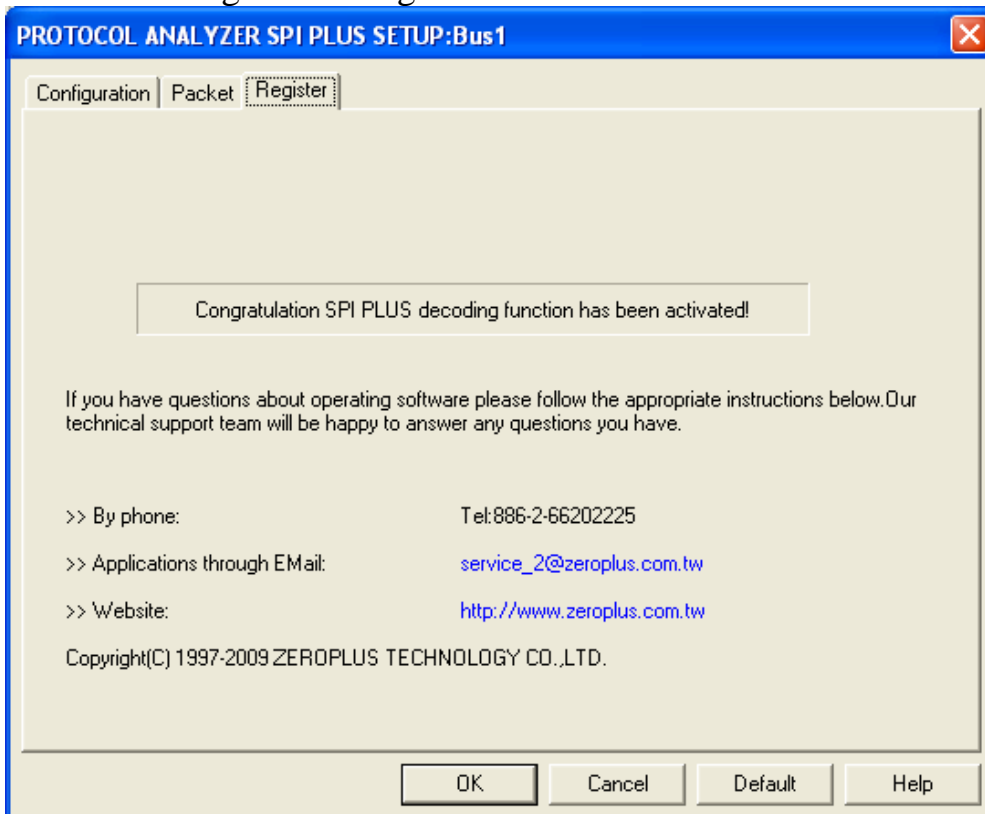 PROTOCOL ANALYZER SPI PLUS SETUP:Bus1
Configuration Packet Register
Congratulation SPI PLUS decoding function has been activated!
If you have questions about operating software please follow the appropriate instructions below.Our
technical support team will be happy to answer any questions you have.
>> By phone: Tel:886-2-66202225
>> Applications through EMail: service_2@zeroplus.com.tw
>> Website: http://www.zeroplus.com.tw
Copyright(C) 1997-2009 ZEROPLUS TECHNOLOGY CO.,LTD.
OK Cancel Default Help